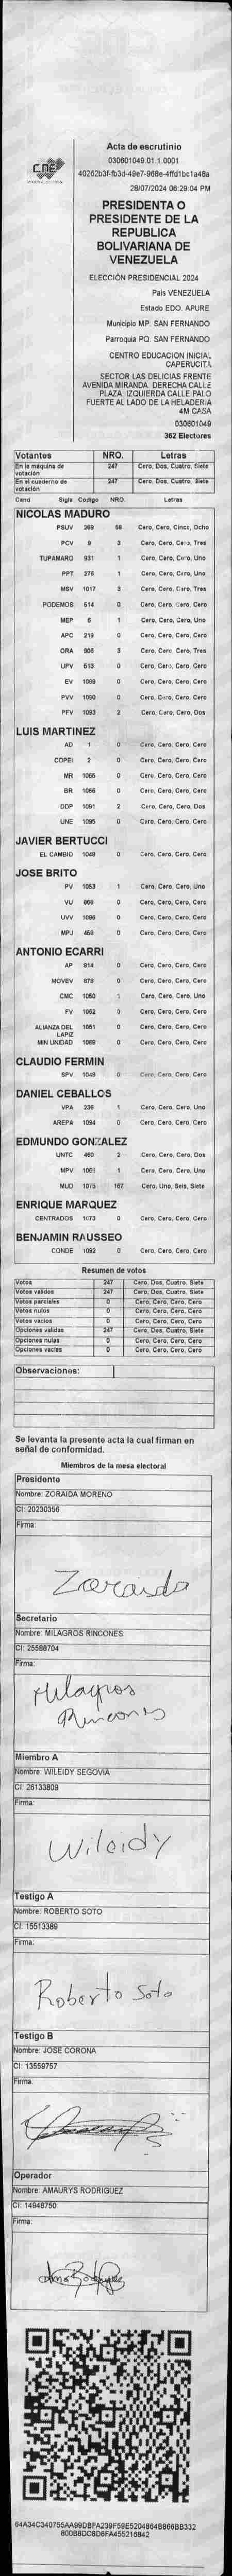 CNE
Acta de escrutinio
030601049.01.1.0001
40262b3f-fb3d-49e7-968e-4ffd1bc1a48a
28/07/2024 06:29:04 PM
PRESIDENTA O
PRESIDENTE DE LA
REPUBLICA
BOLIVARIANA DE
VENEZUELA
ELECCIÓN PRESIDENCIAL 2024
Pais VENEZUELA
Estado EDO. APURE
Municipio MP. SAN FERNANDO
Parroquia PQ. SAN FERNANDO
CENTRO EDUCACION INICIAL
CAPERUCITA
SECTOR LAS DELICIAS FRENTE
AVENIDA MIRANDA. DERECHA CALLE
PLAZA. IZQUIERDA CALLE PALO
FUERTE AL LADO DE LA HELADERIA
4M CASA
030601049
362 Electores
Votantes NRO. Letras
En la máquina de votación 247 Cero, Dos, Cuatro, Siete
En el cuaderno de votación 247 Cero, Dos, Cuatro, Siete
Cand Sigla Codigo NRO. Letras
NICOLAS MADURO
PSUV 269 58 Cero, Cero, Cinco, Ocho
PCV 9 3 Cero, Cero, Cero, Tres
TUPAMARO 931 1 Cero, Cero, Cero, Uno
PPT 276 1 Cero, Cero, Cero, Uno
MSV 1017 3 Cero, Cero, Cero, Tres
PODEMOS 614 0 Cero, Cero, Cero, Cero
MEP 6 1 Cero, Cero, Cero, Uno
APC 219 0 Cero, Cero, Cero, Cero
ORA 906 3 Cero, Cero, Cero, Tres
UPV 613 0 Cero, Cero, Cero, Cero
EV 1089 0 Cero, Cero, Cero, Cero
PVV 1090 0 Cero, Cero, Cero, Cero
PFV 1093 2 Cero, Cero, Cero, Dos
LUIS MARTINEZ
AD 1 0 Cero, Cero, Cero, Cero
COPEI 2 0 Cero, Cero, Cero, Cero
MR 1065 0 Cero, Cero, Cero, Cero
BR 1066 0 Cero, Cero, Cero, Cero
DDP 1091 2 Cero, Cero, Cero, Dos
UNE 1095 0 Cero, Cero, Cero, Cero
JAVIER BERTUCCI
EL CAMBIO 1048 0 Cero, Cero, Cero, Cero
JOSE BRITO
PV 1053 1 Cero, Cero, Cero, Uno
VU 868 0 Cero, Cero, Cero, Cero
UVV 1096 0 Cero, Cero, Cero, Cero
MPJ 468 0 Cero, Cero, Cero, Cero
ANTONIO ECARRI
AP 914 0 Cero, Cero, Cero, Cero
MOVEV 878 0 Cero, Cero, Cero, Cero
CMC 1050 1 Cero, Cero, Cero, Uno
FV 1052 0 Cero, Cero, Cero, Cero
ALIANZA DEL LAPIZ 1061 0 Cero, Cero, Cero, Cero
MIN UNIDAD 1088 0 Cero, Cero, Cero, Cero
CLAUDIO FERMIN
SPV 1049 0 Cero, Cero, Cero, Cero
DANIEL CEBALLOS
VPA 236 1 Cero, Cero, Cero, Uno
AREPA 1094 0 Cero, Cero, Cero, Cero
EDMUNDO GONZALEZ
UNTC 460 2 Cero, Cero, Cero, Dos
MPV 1061 1 Cero, Cero, Cero, Uno
MUD 1075 167 Cero, Uno, Seis, Siete
ENRIQUE MARQUEZ
CENTRADOS 1073 0 Cero, Cero, Cero, Cero
BENJAMIN RAUSSEO
CONDE 1092 0 Cero, Cero, Cero, Cero
Resumen de votos
Votos 247 Cero, Dos, Cuatro, Siete
Votos validos 247 Cero, Dos, Cuatro, Siete
Votos parciales 0 Cero, Cero, Cero, Cero
Votos nulos 0 Cero, Cero, Cero, Cero
Votos vacios 0 Cero, Cero, Cero, Cero
Opciones validas 247 Cero, Dos, Cuatro, Siete
Opciones nulas 0 Cero, Cero, Cero, Cero
Opciones vacias 0 Cero, Cero, Cero, Cero
Observaciones:
Se levanta la presente acta la cual firman en
señal de conformidad.
Miembros de la mesa electoral
Presidente
Nombre: ZORAIDA MORENO
CI: 20230356
Firma:
Zoraida
Secretario
Nombre: MILAGROS RINCONES
CI: 25588704
Firma:
Milagros
Rincones
Miembro A
Nombre: WILEIDY SEGOVIA
CI: 26133809
Firma:
Wileidy
Testigo A
Nombre: ROBERTO SOTO
CI: 15513389
Firma:
Roberto Soto
Testigo B
Nombre: JOSE CORONA
CI: 13559757
Firma:
Operador
Nombre: AMAURYS RODRIGUEZ
CI: 14948750
Firma:
64A34C340755AA99DBFA239F59E5204B64B866BB332
800B8DC8D6FA455216842